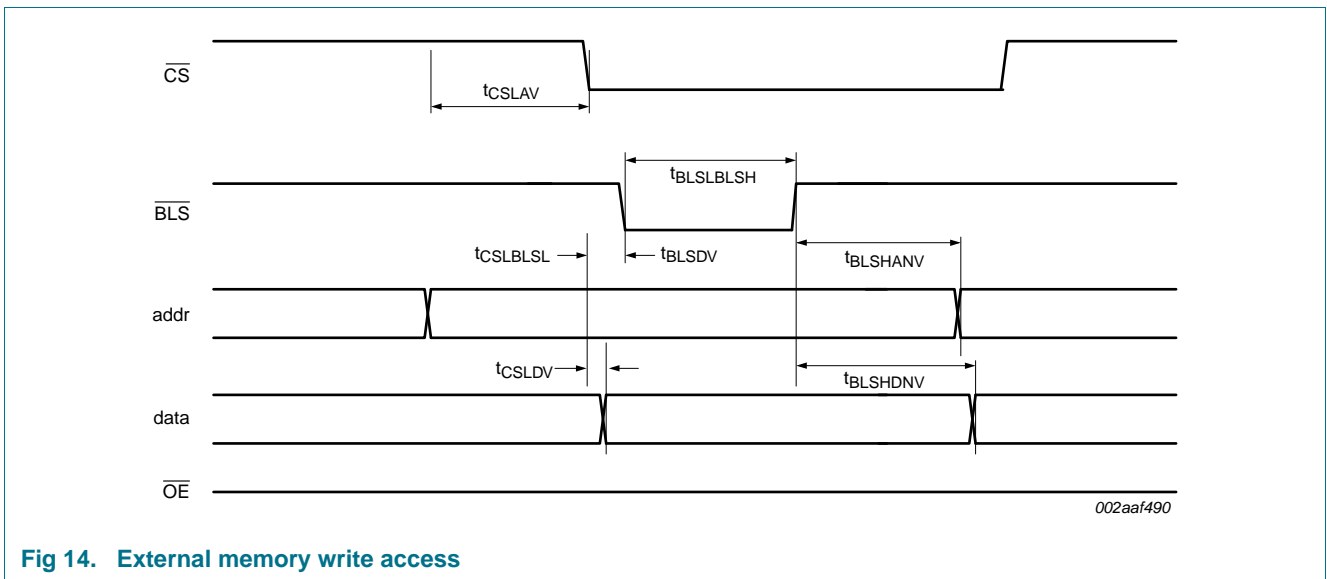 CS
tCSLAV
tBLSLBLSH
BLS
tCSLBLSL
tBLSDV
tBLSHANV
addr
tCSLDV
tBLSHDNV
data
OE
002aaf490
Fig 14. External memory write access